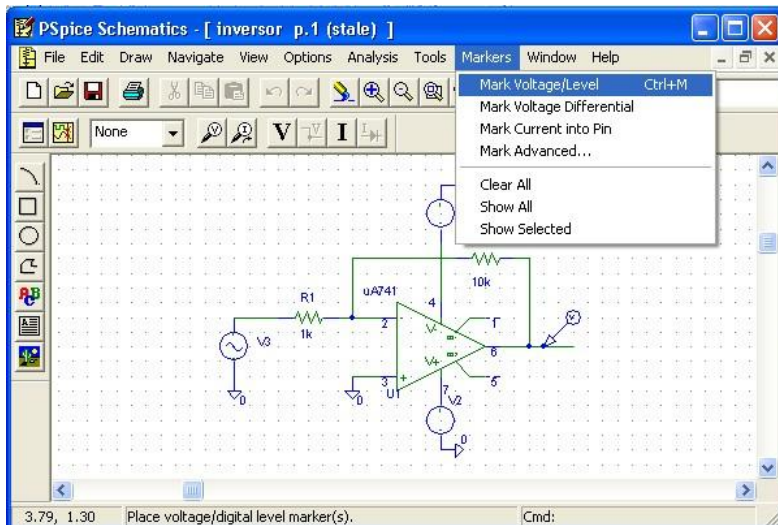 PSpice Schematics - [ inversor p.1 (stale) ]
File Edit Draw Navigate View Options Analysis Tools Markers Window Help
Mark Voltage/Level Ctrl+M
Mark Voltage Differential
Mark Current into Pin
Mark Advanced...
Clear All
Show All
Show Selected
None
V I
10k
R1
uA741
4
1k
2
V-
1
V3
6
V+
3
U1
7
V2
5
0
0
0
3.79, 1.30 Place voltage/digital level marker(s). Cmd: